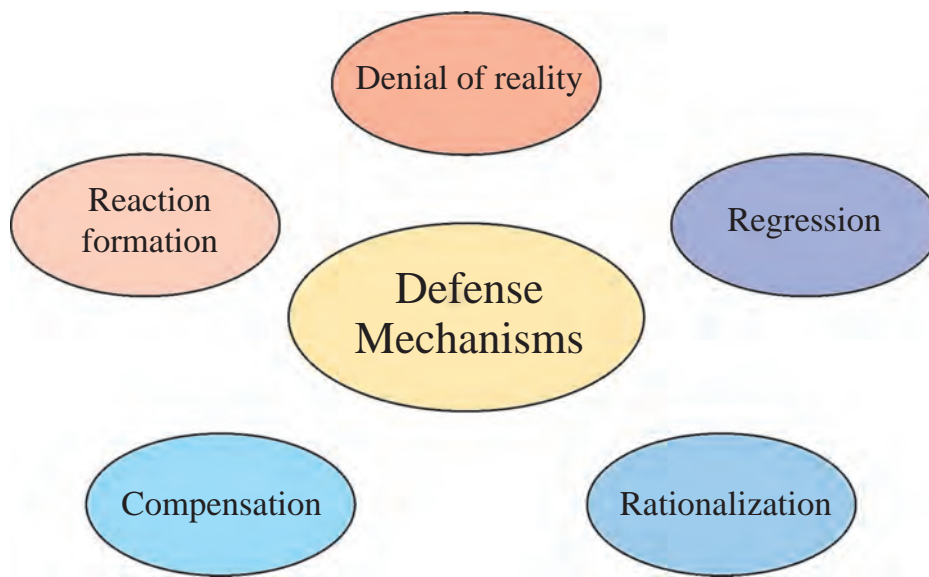 Denial of reality
Reaction
formation
Regression
Defense
Mechanisms
Compensation
Rationalization